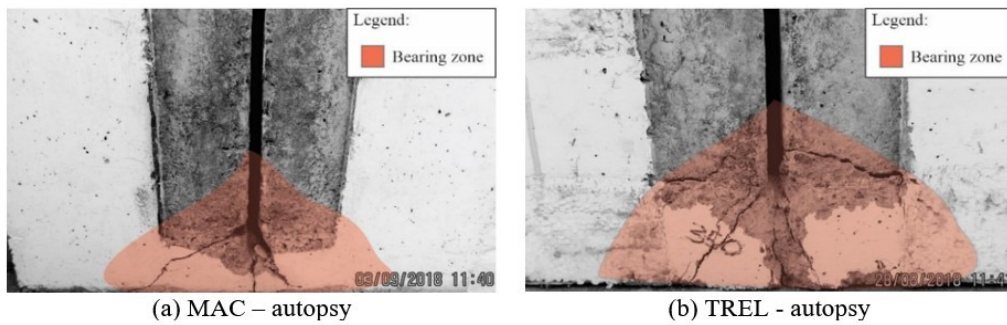 Legend:
Bearing zone
03/09/2018 11:40
(a) MAC – autopsy
Legend:
Bearing zone
(b) TREL - autopsy